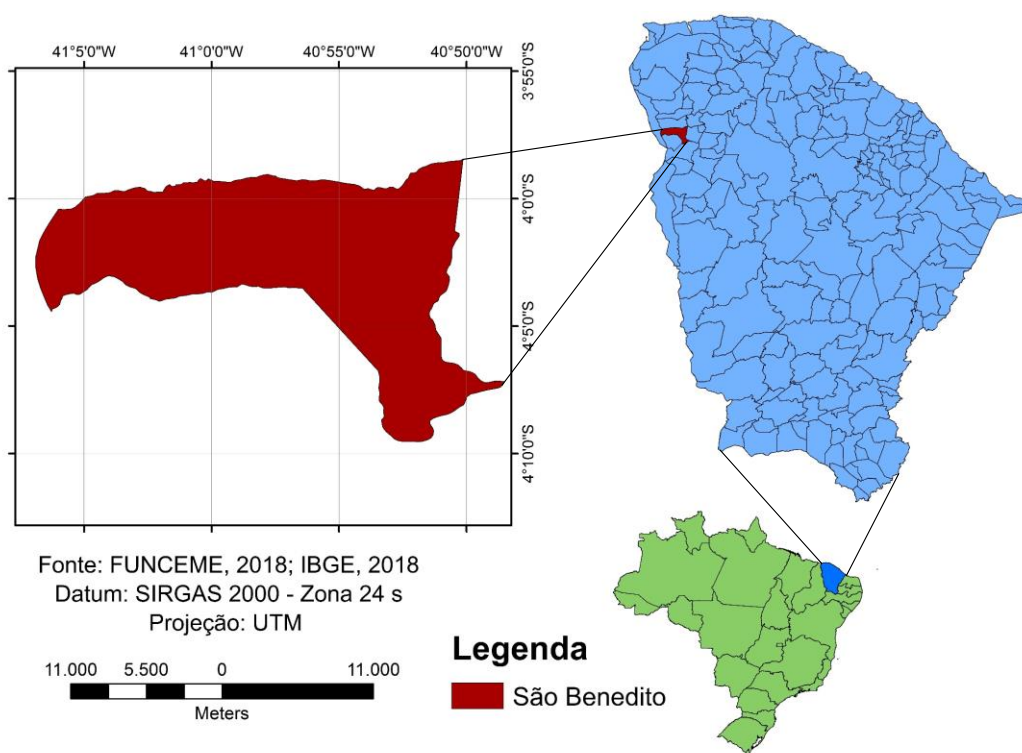 41°5'0"W 41°0'0"W 40°55'0"W 40°50'0"W
3°55'0"S
4°0'0"S
4°5'0"S
4°10'0"S
Fonte: FUNCEME, 2018; IBGE, 2018
Datum: SIRGAS 2000 - Zona 24 s
Projeção: UTM
11.000 5.500 0 11.000
Meters
Legenda
São Benedito